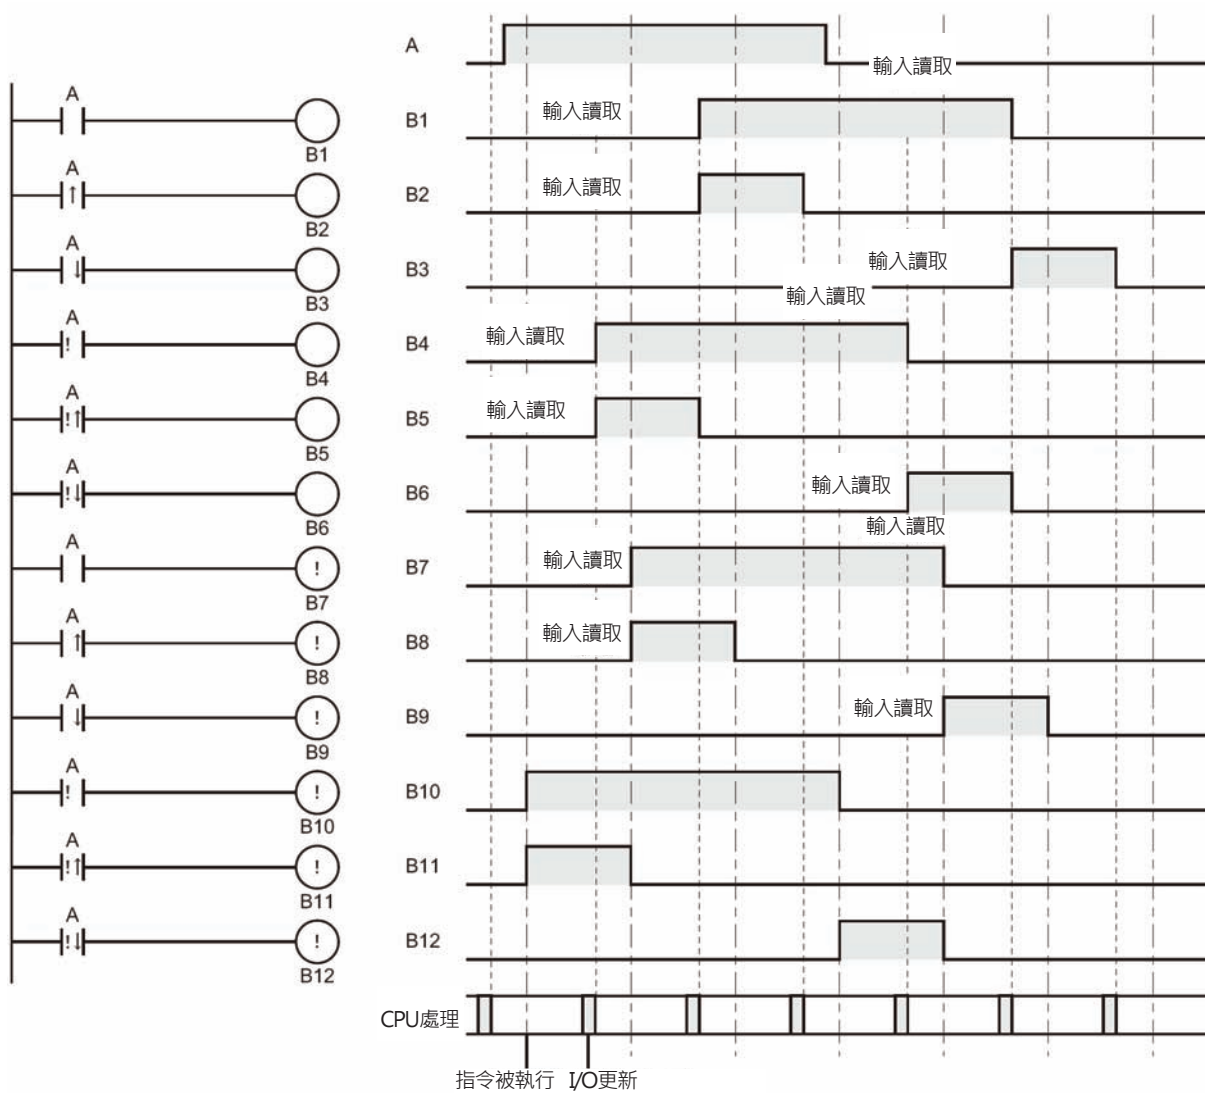 A
輸入讀取
A
B1
B1
輸入讀取
A
↑
B2
B2
輸入讀取
A
↓
B3
B3
輸入讀取
輸入讀取
A
!
B4
B4
輸入讀取
A
!↑
B5
B5
輸入讀取
A
!↓
B6
B6
輸入讀取
輸入讀取
A
!
B7
B7
輸入讀取
A
↑
!
B8
B8
輸入讀取
A
↓
!
B9
B9
輸入讀取
A
!
!
B10
B10
A
!↑
!
B11
B11
A
!↓
!
B12
B12
CPU處理
指令被執行 I/O更新